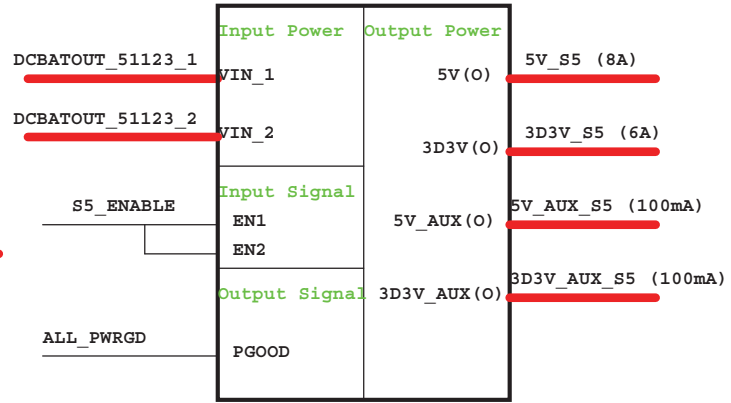 Input Power
Output Power
DCBATOUT_51123_1
VIN_1
5V(O)
5V_S5 (8A)
DCBATOUT_51123_2
VIN_2
3D3V(O)
3D3V_S5 (6A)
Input Signal
S5_ENABLE
EN1
EN2
5V_AUX(O)
5V_AUX_S5 (100mA)
Output Signal
3D3V_AUX(O)
3D3V_AUX_S5 (100mA)
ALL_PWRGD
PGOOD